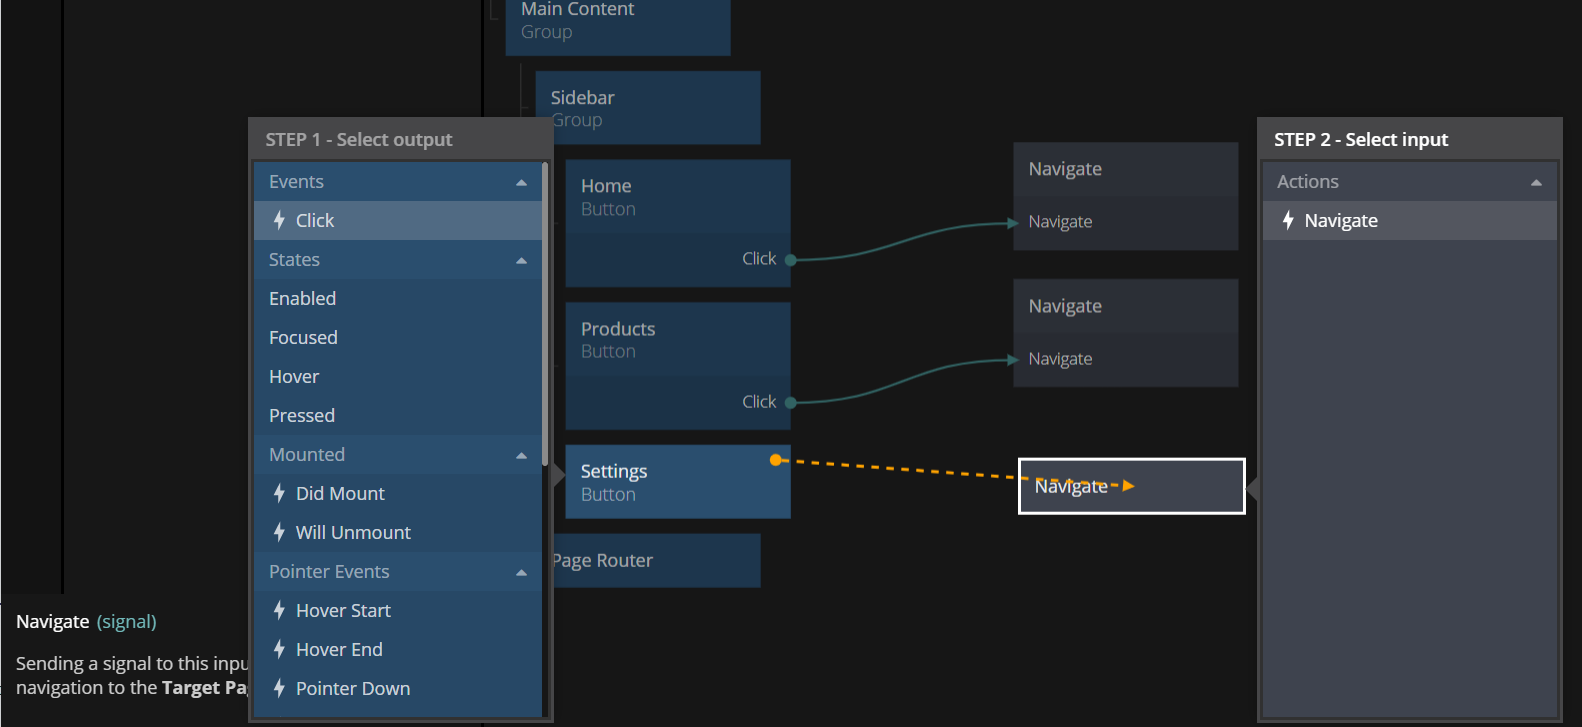 Main Content
Group
Sidebar
Group
STEP 1 - Select output
Events
Click
States
Enabled
Focused
Hover
Pressed
Mounted
Did Mount
Will Unmount
Pointer Events
Hover Start
Hover End
Pointer Down
Home
Button
Click
Products
Button
Click
Settings
Button
Page Router
Navigate
Navigate
Navigate
Navigate
Navigate
STEP 2 - Select input
Actions
Navigate
Navigate (signal)
Sending a signal to this inpu
navigation to the Target Pa